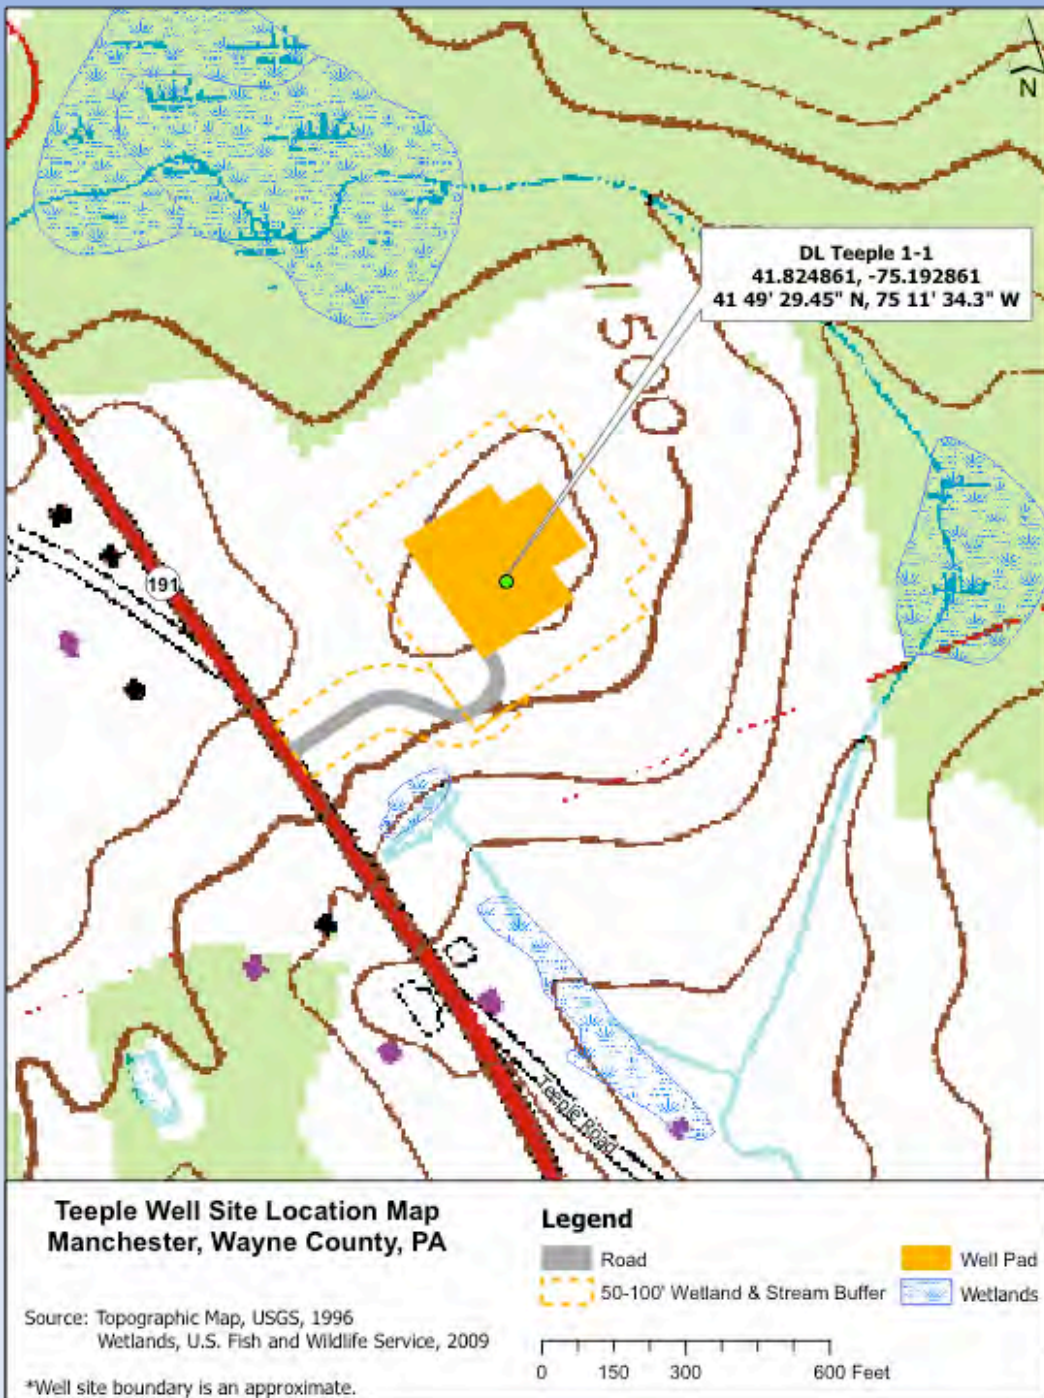 N
DL Teeple 1-1
41.824861, -75.192861
41 49' 29.45" N, 75 11' 34.3" W
1500
191
Teeple Road
Teeple Well Site Location Map
Manchester, Wayne County, PA
Source: Topographic Map, USGS, 1996
Wetlands, U.S. Fish and Wildlife Service, 2009
*Well site boundary is an approximate.
Legend
Road
Well Pad
50-100' Wetland & Stream Buffer
Wetlands
0 150 300 600 Feet